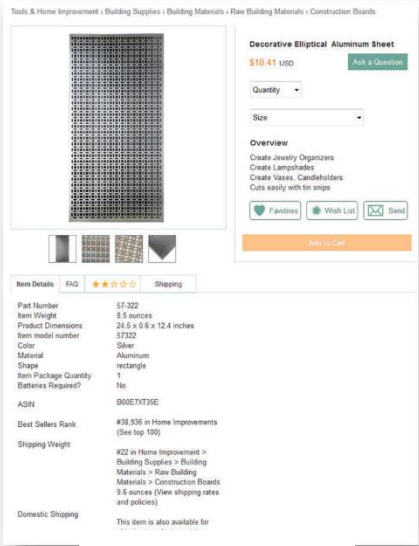 Tools & Home Improvement › Building Supplies › Building Materials › Raw Building Materials › Construction Boards
Decorative Elliptical Aluminum Sheet
$10.41 USD
Ask a Question
Quantity
Size
Overview
Create Jewelry Organizers
Create Lampshades
Create Vases, Candleholders
Cuts easily with tin snips
Favotires
Wish List
Send
Add to Cart
Item Details FAQ Shipping
Part Number 57-322
Item Weight 8.5 ounces
Product Dimensions 24.5 x 0.6 x 12.4 inches
Item model number 57322
Color Silver
Material Aluminum
Shape rectangle
Item Package Quantity 1
Batteries Required? No
ASIN B00E7XT35E
Best Sellers Rank #38,936 in Home Improvements
(See top 100)
Shipping Weight
#22 in Home Improvement >
Building Supplies > Building
Materials > Raw Building
Materials > Construction Boards
9.6 ounces (View shipping rates
and policies)
Domestic Shipping
This item is also available for